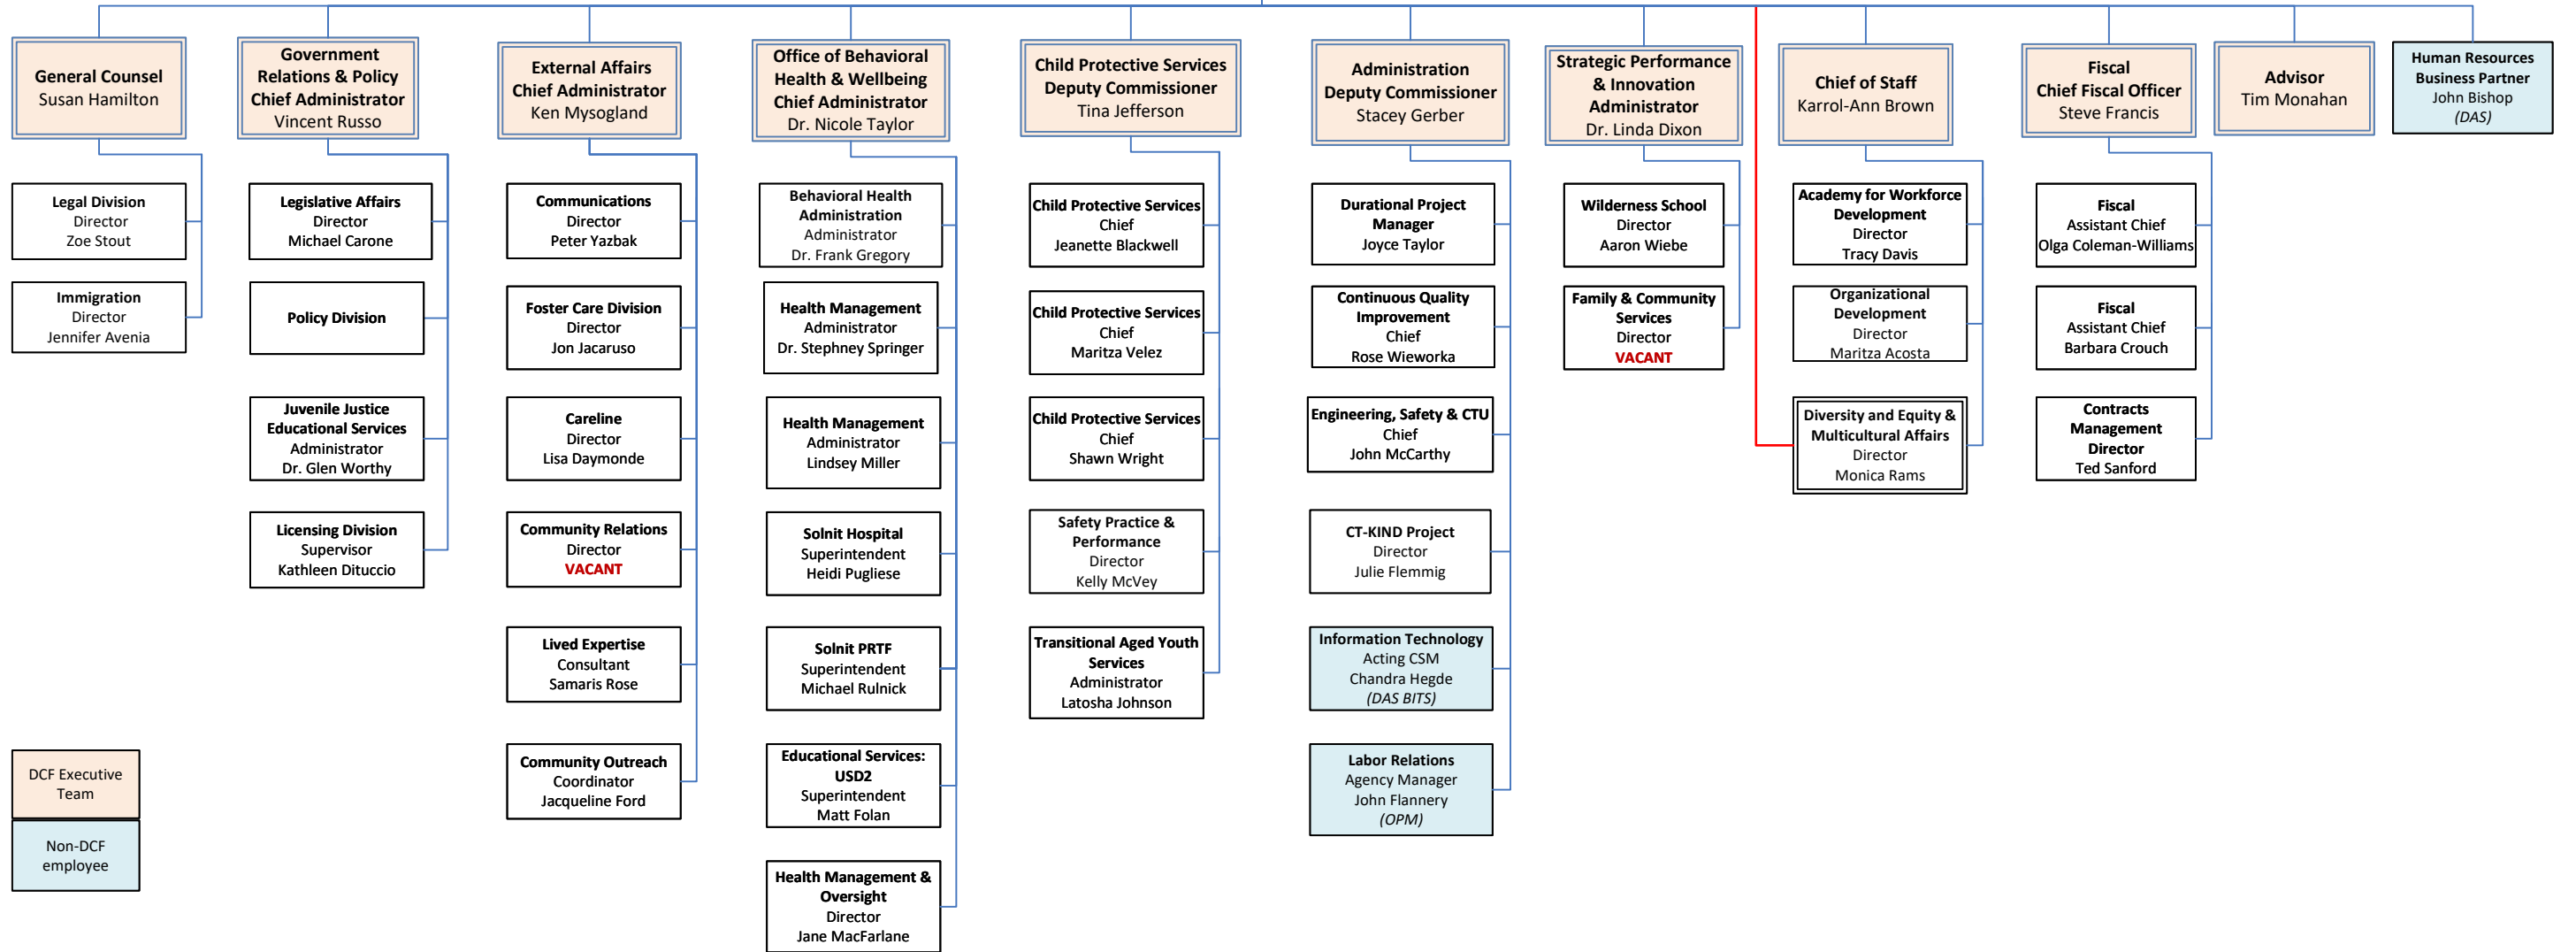 General Counsel
Susan Hamilton
Legal Division
Director
Zoe Stout
Immigration
Director
Jennifer Avenia
Government
Relations & Policy
Chief Administrator
Vincent Russo
Legislative Affairs
Director
Michael Carone
Policy Division
Juvenile Justice
Educational Services
Administrator
Dr. Glen Worthy
Licensing Division
Supervisor
Kathleen Dituccio
External Affairs
Chief Administrator
Ken Mysogland
Communications
Director
Peter Yazbak
Foster Care Division
Director
Jon Jacaruso
Careline
Director
Lisa Daymonde
Community Relations
Director
VACANT
Lived Expertise
Consultant
Samaris Rose
Community Outreach
Coordinator
Jacqueline Ford
Office of Behavioral
Health & Wellbeing
Chief Administrator
Dr. Nicole Taylor
Behavioral Health
Administration
Administrator
Dr. Frank Gregory
Health Management
Administrator
Dr. Stephney Springer
Health Management
Administrator
Lindsey Miller
Solnit Hospital
Superintendent
Heidi Pugliese
Solnit PRTF
Superintendent
Michael Rulnick
Educational Services:
USD2
Superintendent
Matt Folan
Health Management &
Oversight
Director
Jane MacFarlane
Child Protective Services
Deputy Commissioner
Tina Jefferson
Child Protective Services
Chief
Jeanette Blackwell
Child Protective Services
Chief
Maritza Velez
Child Protective Services
Chief
Shawn Wright
Safety Practice &
Performance
Director
Kelly McVey
Transitional Aged Youth
Services
Administrator
Latosha Johnson
Administration
Deputy Commissioner
Stacey Gerber
Durational Project
Manager
Joyce Taylor
Continuous Quality
Improvement
Chief
Rose Wieworka
Engineering, Safety & CTU
Chief
John McCarthy
CT-KIND Project
Director
Julie Flemmig
Information Technology
Acting CSM
Chandra Hegde
(DAS BITS)
Labor Relations
Agency Manager
John Flannery
(OPM)
Strategic Performance
& Innovation
Administrator
Dr. Linda Dixon
Wilderness School
Director
Aaron Wiebe
Family & Community
Services
Director
VACANT
Chief of Staff
Karrol-Ann Brown
Academy for Workforce
Development
Director
Tracy Davis
Organizational
Development
Director
Maritza Acosta
Diversity and Equity &
Multicultural Affairs
Director
Monica Rams
Fiscal
Chief Fiscal Officer
Steve Francis
Fiscal
Assistant Chief
Olga Coleman-Williams
Fiscal
Assistant Chief
Barbara Crouch
Contracts
Management
Director
Ted Sanford
Advisor
Tim Monahan
Human Resources
Business Partner
John Bishop
(DAS)
DCF Executive
Team
Non-DCF
employee